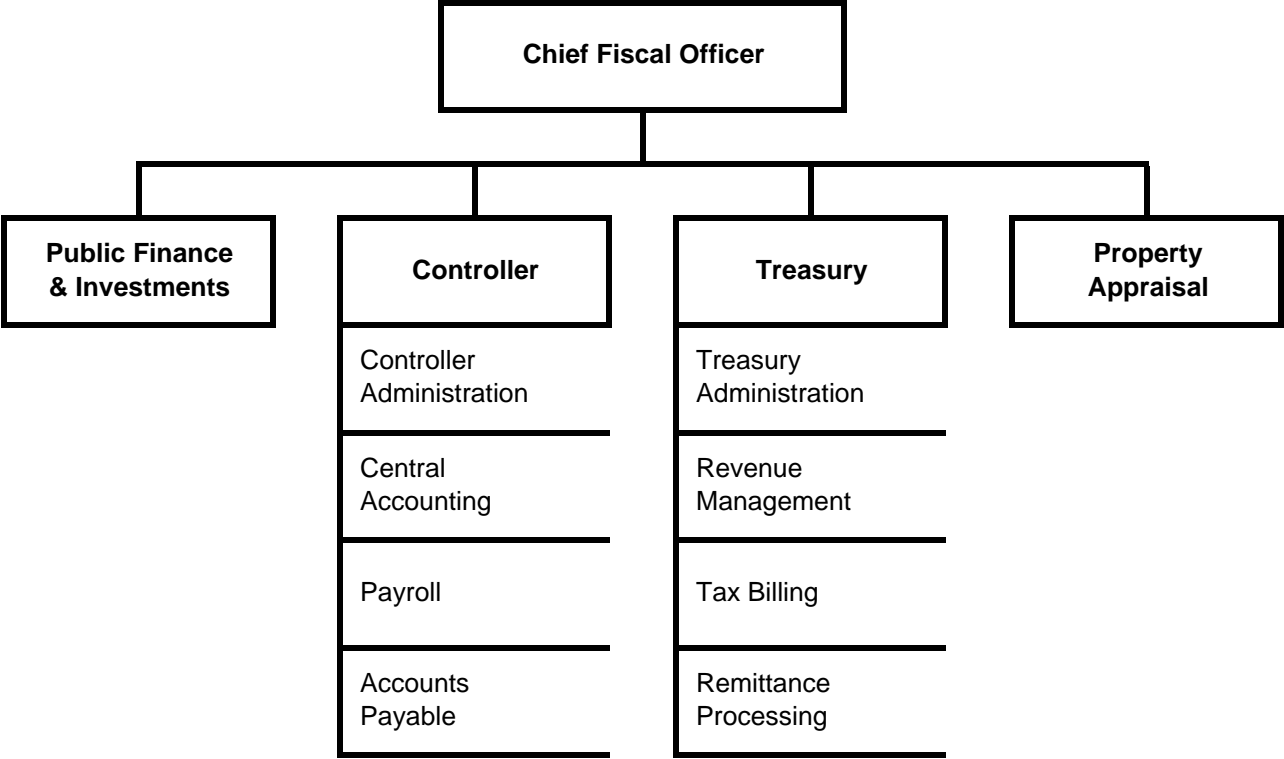 Chief Fiscal Officer
Public Finance
& Investments
Controller
Treasury
Property
Appraisal
Controller
Administration
Central
Accounting
Payroll
Accounts
Payable
Treasury
Administration
Revenue
Management
Tax Billing
Remittance
Processing